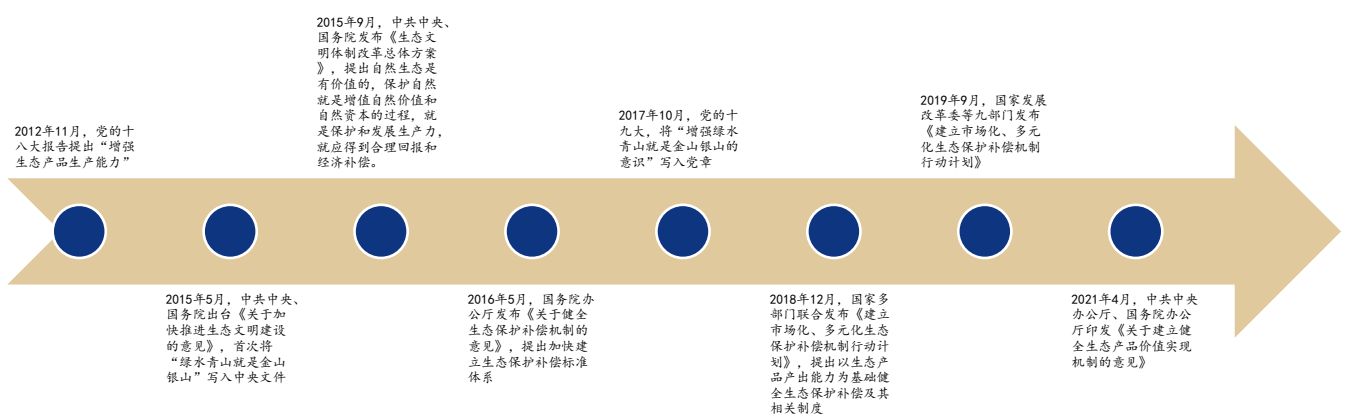 2012年11月，党的十
八大报告提出“增强
生态产品生产能力”
2015年5月，中共中央、
国务院出台《关于加
快推进生态文明建设
的意见》，首次将
“绿水青山就是金山
银山”写入中央文件
2015年9月，中共中央、
国务院发布《生态文
明体制改革总体方案
》，提出自然生态是
有价值的，保护自然
就是增值自然价值和
自然资本的过程，就
是保护和发展生产力，
就应得到合理回报和
经济补偿。
2016年5月，国务院办
公厅发布《关于健全
生态保护补偿机制的
意见》，提出加快建
立生态保护补偿标准
体系
2017年10月，党的十
九大，将“增强绿水
青山就是金山银山的
意识”写入党章
2018年12月，国家多
部门联合发布《建立
市场化、多元化生态
保护补偿机制行动计
划》，提出以生态产
品产出能力为基础健
全生态保护补偿及其
相关制度
2019年9月，国家发展
改革委等九部门发布
《建立市场化、多元
化生态保护补偿机制
行动计划》
2021年4月，中共中央
办公厅、国务院办公
厅印发《关于建立健
全生态产品价值实现
机制的意见》